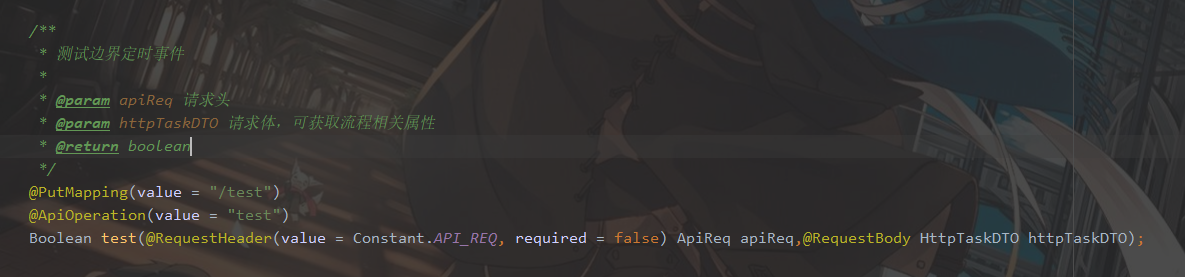 /**
* 测试边界定时事件
*
* @param apiReq 请求头
* @param httpTaskDTO 请求体，可获取流程相关属性
* @return boolean
*/
@PutMapping(value = "/test")
@ApiOperation(value = "test")
Boolean test(@RequestHeader(value = Constant.API_REQ, required = false) ApiReq apiReq,@RequestBody HttpTaskDTO httpTaskDTO);